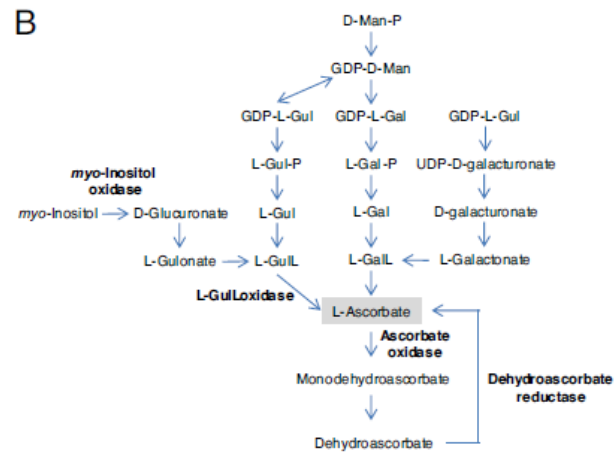 B
D-Man-P
GDP-D-Man
GDP-L-Gul GDP-L-Gal GDP-L-Gul
L-Gul-P L-Gal-P UDP-D-galacturonate
myo-Inositol
oxidase
myo-Inositol D-Glucuronate L-Gul L-Gal D-galacturonate
L-Gulonate L-GulL L-GalL L-Galactonate
L-GulLoxidase
L-Ascorbate
Ascorbate
oxidase
Monodehydroascorbate
Dehydroascorbate
reductase
Dehydroascorbate